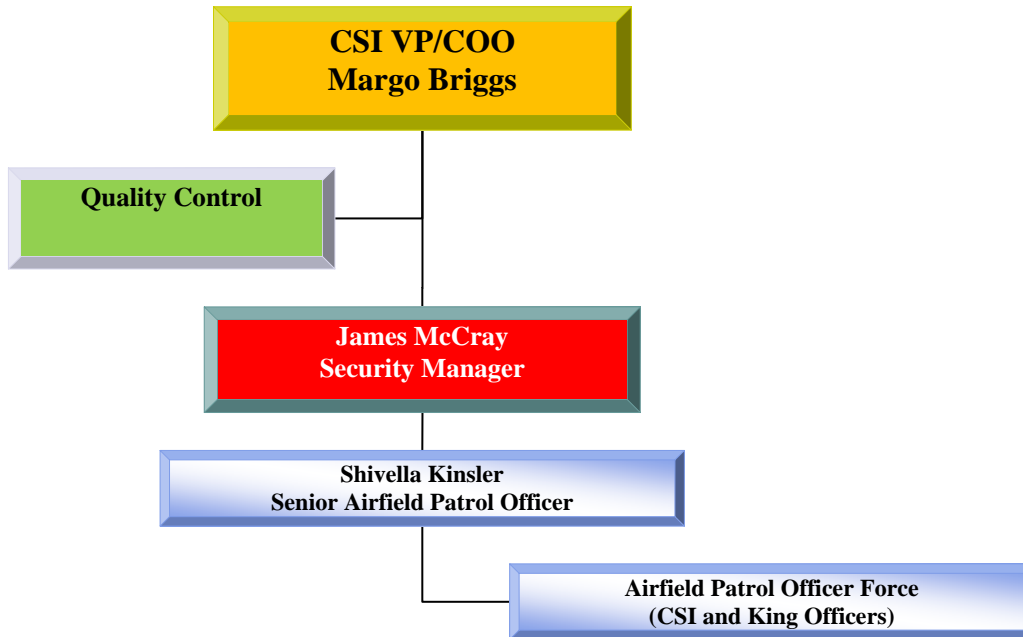 CSI VP/COO
Margo Briggs
Quality Control
James McCray
Security Manager
Shivella Kinsler
Senior Airfield Patrol Officer
Airfield Patrol Officer Force
(CSI and King Officers)